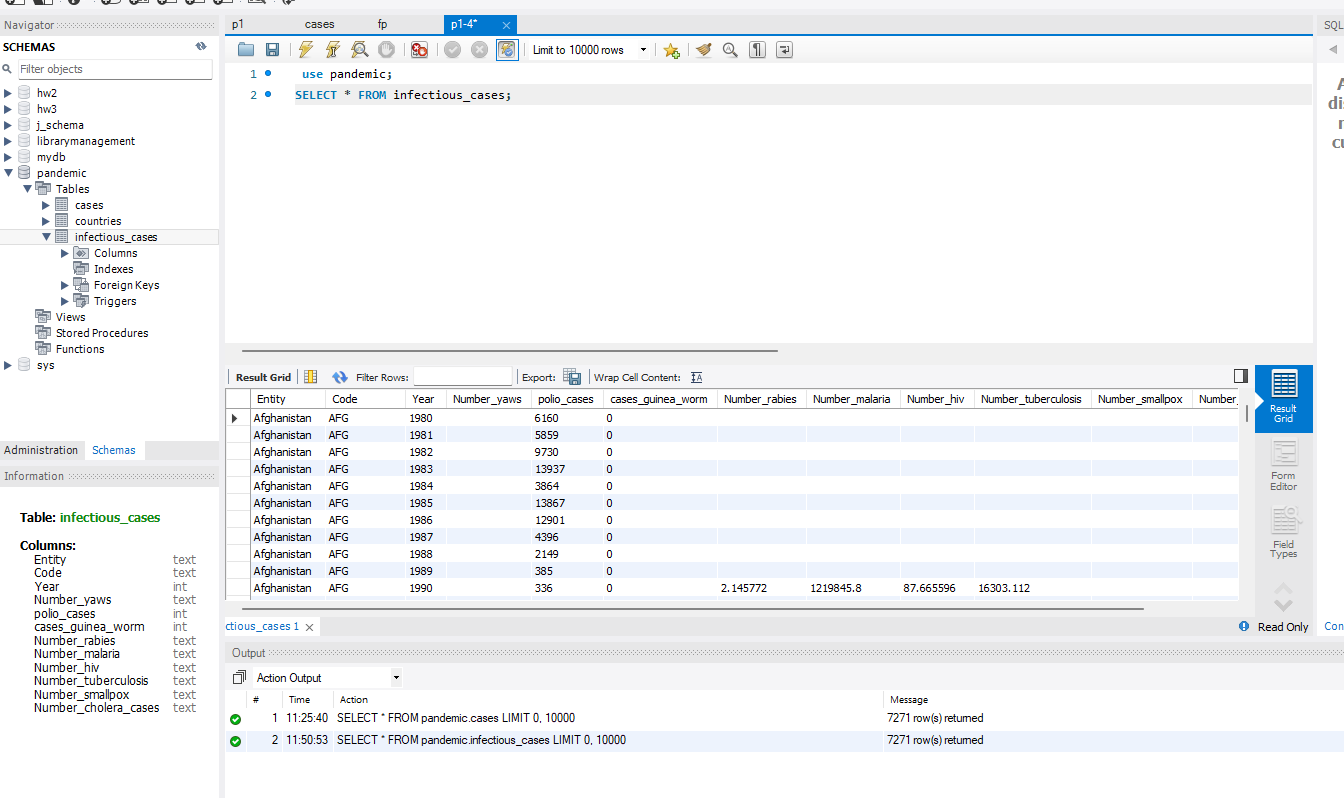 Navigator
SCHEMAS
Filter objects
hw2
hw3
j_schema
librarymanagement
mydb
pandemic
Tables
cases
countries
infectious_cases
Columns
Indexes
Foreign Keys
Triggers
Views
Stored Procedures
Functions
sys
Administration Schemas
Information
Table: infectious_cases
Columns:
Entity text
Code text
Year int
Number_yaws text
polio_cases int
cases_guinea_worm int
Number_rabies text
Number_malaria text
Number_hiv text
Number_tuberculosis text
Number_smallpox text
Number_cholera_cases text
p1 cases fp p1-4*
Limit to 10000 rows
1 use pandemic;
2 SELECT * FROM infectious_cases;
Result Grid Filter Rows: Export: Wrap Cell Content:
Entity Code Year Number_yaws polio_cases cases_guinea_worm Number_rabies Number_malaria Number_hiv Number_tuberculosis Number_smallpox Number_
Afghanistan AFG 1980 6160 0
Afghanistan AFG 1981 5859 0
Afghanistan AFG 1982 9730 0
Afghanistan AFG 1983 13937 0
Afghanistan AFG 1984 3864 0
Afghanistan AFG 1985 13867 0
Afghanistan AFG 1986 12901 0
Afghanistan AFG 1987 4396 0
Afghanistan AFG 1988 2149 0
Afghanistan AFG 1989 385 0
Afghanistan AFG 1990 336 0 2.145772 1219845.8 87.665596 16303.112
Result
Grid
Form
Editor
Field
Types
ctious_cases 1
Read Only
Output
Action Output
# Time Action Message
1 11:25:40 SELECT * FROM pandemic.cases LIMIT 0, 10000 7271 row(s) returned
2 11:50:53 SELECT * FROM pandemic.infectious_cases LIMIT 0, 10000 7271 row(s) returned
SQL
A
di
cu
Con